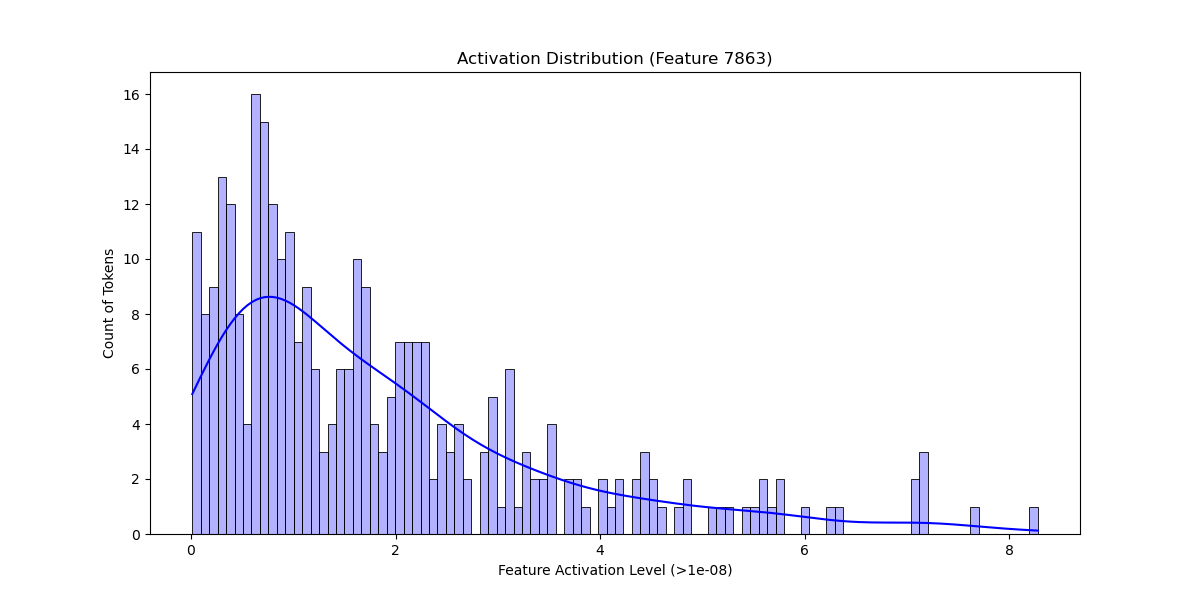 Activation Distribution (Feature 7863)
16
14
12
10
8
6
4
2
0
Count of Tokens
0 2 4 6 8
Feature Activation Level (>1e-08)